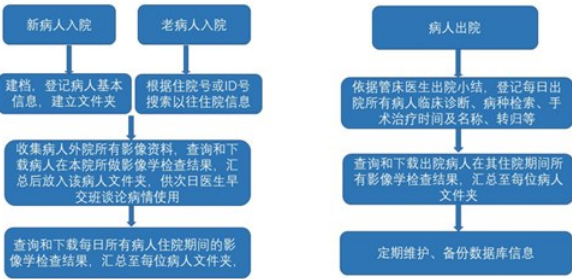 新病人入院
老病人入院
建档，登记病人基本
信息，建立文件夹
根据住院号或ID号
搜索以往住院信息
收集病人外院所有影像资料，查询和下
载病人在本院所做影像学检查结果，汇
总后放入该病人文件夹，供次日医生早
交班谈论病情使用
查询和下载每日所有病人住院期间的影
像学检查结果，汇总至每位病人文件夹，
病人出院
依据管床医生出院小结，登记每日出
院所有病人临床诊断、病种检索、手
术治疗时间及名称、转归等
查询和下载出院病人在其住院期间所
有影像学检查结果，汇总至每位病人
文件夹
定期维护、备份数据库信息